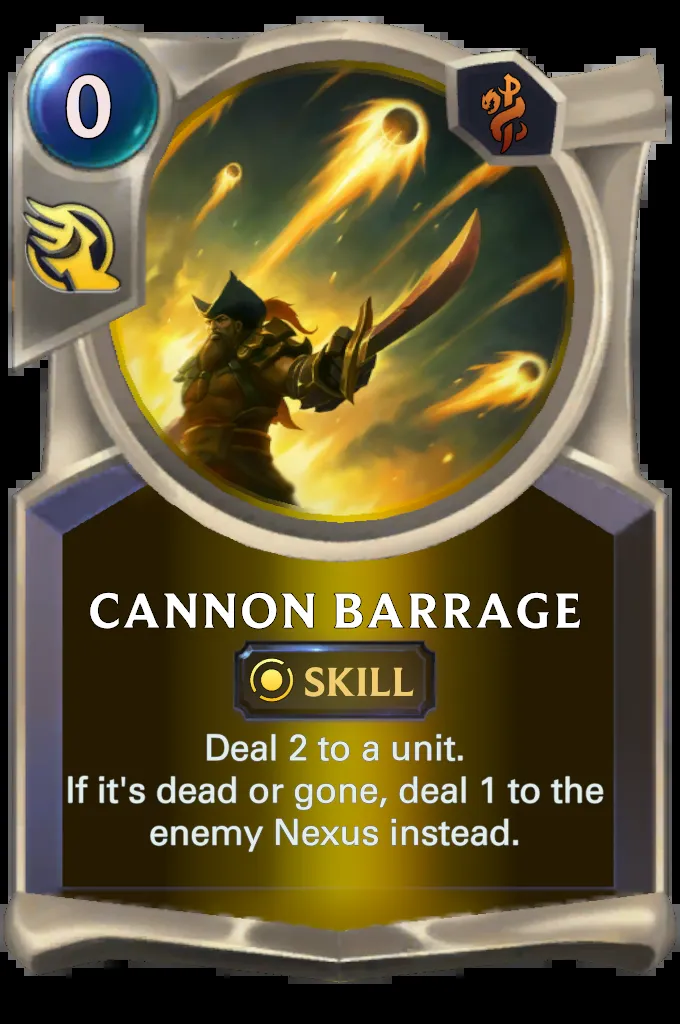 0
CANNON BARRAGE
SKILL
Deal 2 to a unit.
If it's dead or gone, deal 1 to the
enemy Nexus instead.